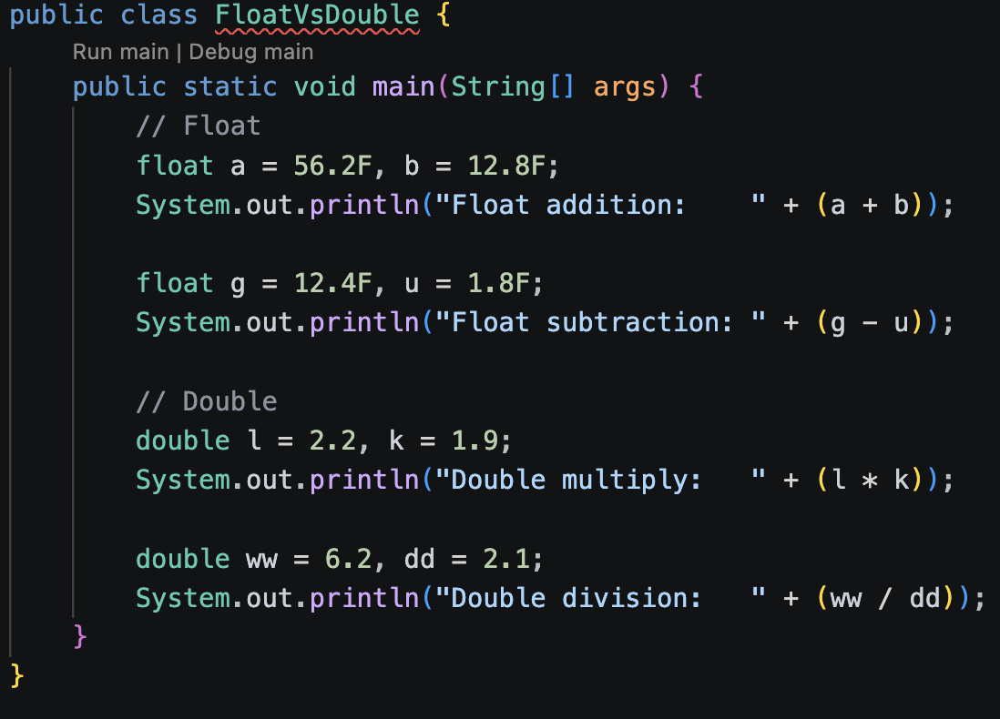 public class FloatVsDouble {
Run main | Debug main
public static void main(String[] args) {
// Float
float a = 56.2F, b = 12.8F;
System.out.println("Float addition:    " + (a + b));
float g = 12.4F, u = 1.8F;
System.out.println("Float subtraction: " + (g - u));
// Double
double l = 2.2, k = 1.9;
System.out.println("Double multiply:   " + (l * k));
double ww = 6.2, dd = 2.1;
System.out.println("Double division:   " + (ww / dd));
}
}